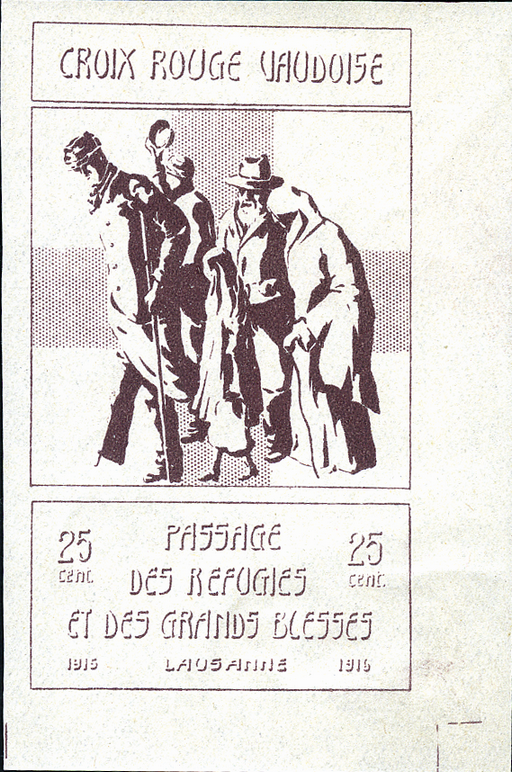 CROIX ROUGE VAUDOISE
25 cent.
PASSAGE
25 cent.
DES REFUGIES
ET DES GRANDS BLESSES
1915 LAUSANNE 1916